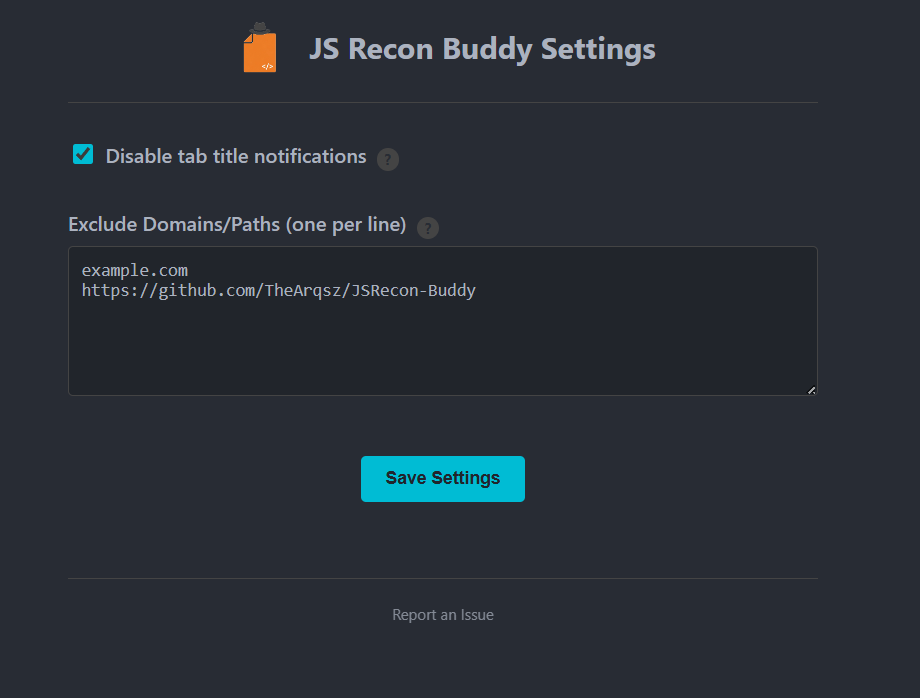 </>
JS Recon Buddy Settings
Disable tab title notifications ?
Exclude Domains/Paths (one per line) ?
example.com
https://github.com/TheArqsz/JSRecon-Buddy
Save Settings
Report an Issue